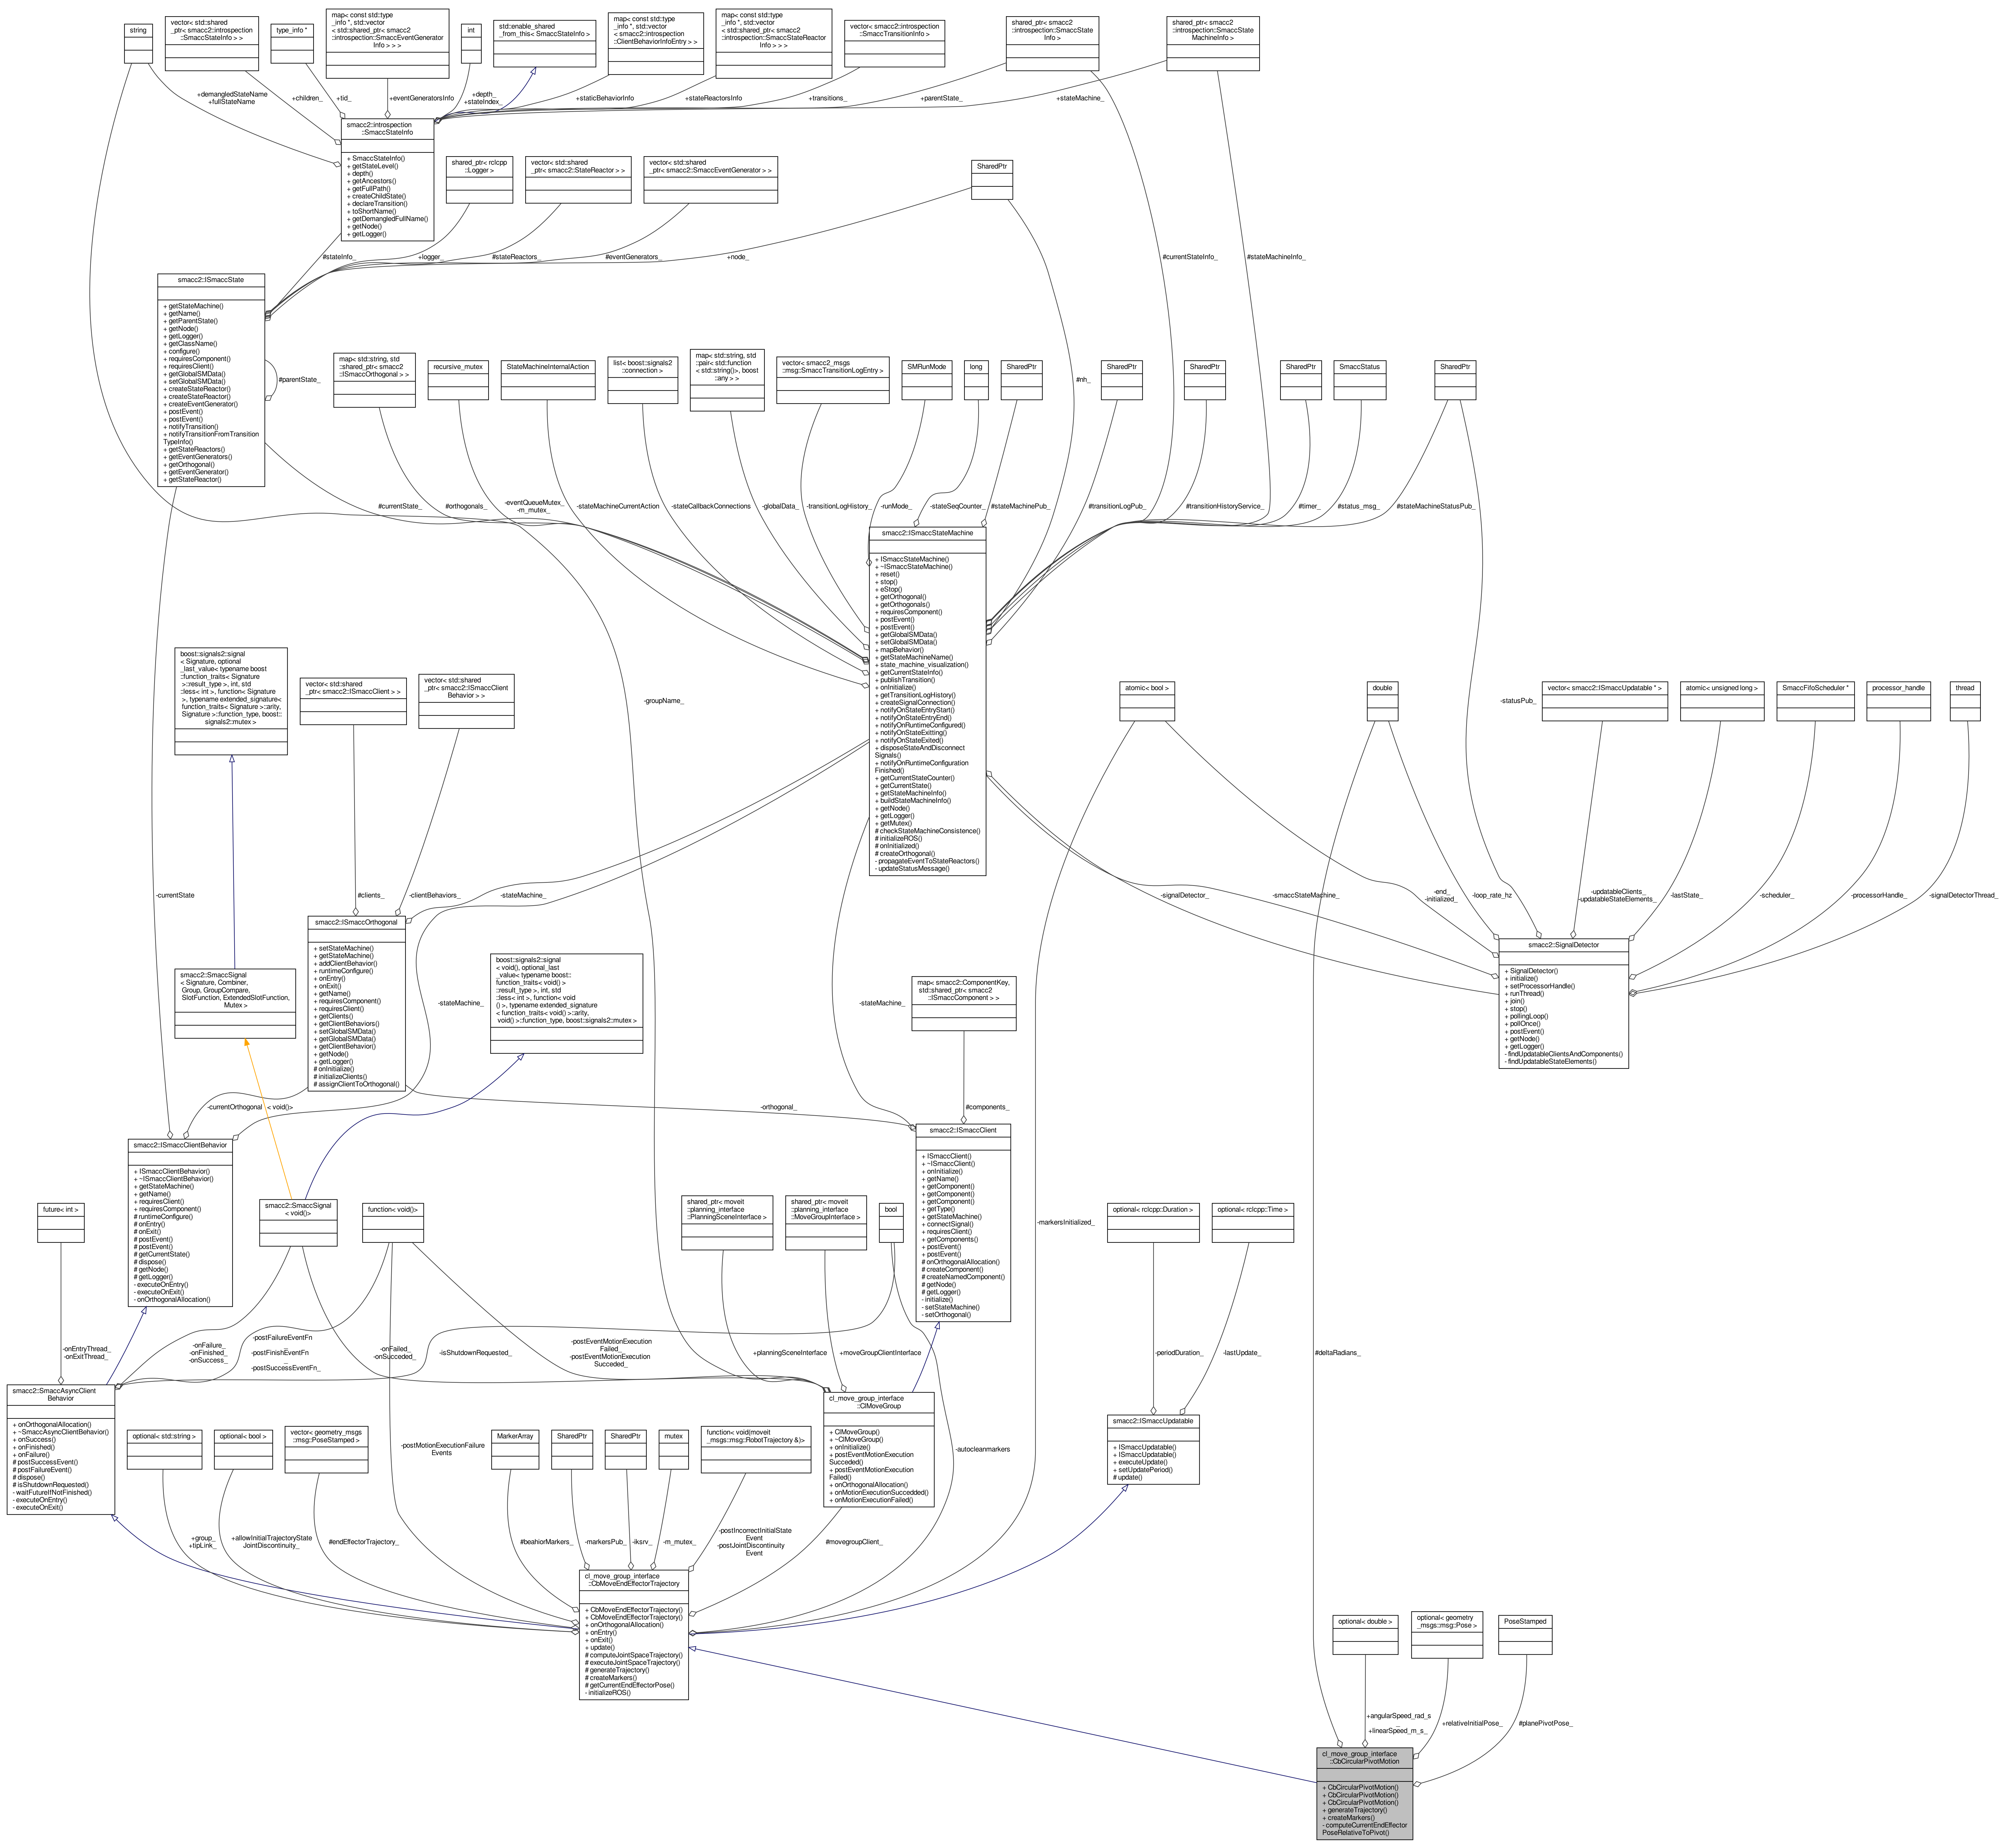 string
vector< std::shared
_ptr< smacc2::introspection
::SmaccStateInfo > >
type_info *
map< const std::type
_info *, std::vector
< std::shared_ptr< smacc2
::introspection::SmaccEventGenerator
Info > > >
int
std::enable_shared
_from_this< SmaccStateInfo >
map< const std::type
_info *, std::vector
< smacc2::introspection
::ClientBehaviorInfoEntry > >
map< const std::type
_info *, std::vector
< std::shared_ptr< smacc2
::introspection::SmaccStateReactor
Info > > >
vector< smacc2::introspection
::SmaccTransitionInfo >
shared_ptr< smacc2
::introspection::SmaccState
Info >
shared_ptr< smacc2
::introspection::SmaccState
MachineInfo >
+demangledStateName
+fullStateName
+children_
+tid_
+eventGeneratorsInfo
+depth_
+stateIndex_
+staticBehaviorInfo
+stateReactorsInfo
+transitions_
+parentState_
+stateMachine_
smacc2::introspection
::SmaccStateInfo
+ SmaccStateInfo()
+ getStateLevel()
+ depth()
+ getAncestors()
+ getFullPath()
+ createChildState()
+ declareTransition()
+ toShortName()
+ getDemangledFullName()
+ getNode()
+ getLogger()
shared_ptr< rclcpp
::Logger >
vector< std::shared
_ptr< smacc2::StateReactor > >
vector< std::shared
_ptr< smacc2::SmaccEventGenerator > >
SharedPtr
#stateInfo_
+logger_
#stateReactors_
#eventGenerators_
+node_
#currentStateInfo_
#stateMachineInfo_
smacc2::ISmaccState
+ getStateMachine()
+ getName()
+ getParentState()
+ getNode()
+ getLogger()
+ getClassName()
+ configure()
+ requiresComponent()
+ requiresClient()
+ getGlobalSMData()
+ setGlobalSMData()
+ createStateReactor()
+ createStateReactor()
+ createEventGenerator()
+ postEvent()
+ postEvent()
+ notifyTransition()
+ notifyTransitionFromTransition
TypeInfo()
+ getStateReactors()
+ getEventGenerators()
+ getOrthogonal()
+ getEventGenerator()
+ getStateReactor()
#parentState_
map< std::string, std
::shared_ptr< smacc2
::ISmaccOrthogonal > >
recursive_mutex
StateMachineInternalAction
list< boost::signals2
::connection >
map< std::string, std
::pair< std::function
< std::string()>, boost
::any > >
vector< smacc2_msgs
::msg::SmaccTransitionLogEntry >
SMRunMode
long
SharedPtr
#nh_
SharedPtr
SharedPtr
SharedPtr
SmaccStatus
SharedPtr
#currentState_
#orthogonals_
-eventQueueMutex_
-m_mutex_
-stateMachineCurrentAction
-stateCallbackConnections
-globalData_
-transitionLogHistory_
-runMode_
-stateSeqCounter_
#stateMachinePub_
#transitionLogPub_
#transitionHistoryService_
#timer_
#status_msg_
#stateMachineStatusPub_
smacc2::ISmaccStateMachine
+ ISmaccStateMachine()
+ ~ISmaccStateMachine()
+ reset()
+ stop()
+ eStop()
+ getOrthogonal()
+ getOrthogonals()
+ requiresComponent()
+ postEvent()
+ postEvent()
+ getGlobalSMData()
+ setGlobalSMData()
+ mapBehavior()
+ getStateMachineName()
+ state_machine_visualization()
+ getCurrentStateInfo()
+ publishTransition()
+ onInitialize()
+ getTransitionLogHistory()
+ createSignalConnection()
+ notifyOnStateEntryStart()
+ notifyOnStateEntryEnd()
+ notifyOnRuntimeConfigured()
+ notifyOnStateExitting()
+ notifyOnStateExited()
+ disposeStateAndDisconnect
Signals()
+ notifyOnRuntimeConfiguration
Finished()
+ getCurrentStateCounter()
+ getCurrentState()
+ getStateMachineInfo()
+ buildStateMachineInfo()
+ getNode()
+ getLogger()
+ getMutex()
# checkStateMachineConsistence()
# initializeROS()
# onInitialized()
# createOrthogonal()
- propagateEventToStateReactors()
- updateStatusMessage()
boost::signals2::signal
< Signature, optional
_last_value< typename boost
::function_traits< Signature
>::result_type >, int, std
::less< int >, function< Signature
>, typename extended_signature<
function_traits< Signature >::arity,
Signature >::function_type, boost::
signals2::mutex >
vector< std::shared
_ptr< smacc2::ISmaccClient > >
vector< std::shared
_ptr< smacc2::ISmaccClient
Behavior > >
-groupName_
atomic< bool >
double
-statusPub_
vector< smacc2::ISmaccUpdatable * >
atomic< unsigned long >
SmaccFifoScheduler *
processor_handle
thread
-currentState
#clients_
-clientBehaviors_
-stateMachine_
-signalDetector_
-smaccStateMachine_
-end_
-initialized_
-loop_rate_hz
-updatableClients_
-updatableStateElements_
-lastState_
-scheduler_
-processorHandle_
-signalDetectorThread_
smacc2::ISmaccOrthogonal
+ setStateMachine()
+ getStateMachine()
+ addClientBehavior()
+ runtimeConfigure()
+ onEntry()
+ onExit()
+ getName()
+ requiresComponent()
+ requiresClient()
+ getClients()
+ getClientBehaviors()
+ setGlobalSMData()
+ getGlobalSMData()
+ getClientBehavior()
+ getNode()
+ getLogger()
# onInitialize()
# initializeClients()
# assignClientToOrthogonal()
smacc2::SignalDetector
+ SignalDetector()
+ initialize()
+ setProcessorHandle()
+ runThread()
+ join()
+ stop()
+ pollingLoop()
+ pollOnce()
+ postEvent()
+ getNode()
+ getLogger()
- findUpdatableClientsAndComponents()
- findUpdatableStateElements()
smacc2::SmaccSignal
< Signature, Combiner,
Group, GroupCompare,
SlotFunction, ExtendedSlotFunction,
Mutex >
boost::signals2::signal
< void(), optional_last
_value< typename boost::
function_traits< void() >
::result_type >, int, std
::less< int >, function< void
() >, typename extended_signature
< function_traits< void() >::arity,
void() >::function_type, boost::signals2::mutex >
-stateMachine_
-stateMachine_
map< smacc2::ComponentKey,
std::shared_ptr< smacc2
::ISmaccComponent > >
-currentOrthogonal
< void()>
-orthogonal_
#components_
smacc2::ISmaccClientBehavior
+ ISmaccClientBehavior()
+ ~ISmaccClientBehavior()
+ getStateMachine()
+ getName()
+ requiresClient()
+ requiresComponent()
# runtimeConfigure()
# onEntry()
# onExit()
# postEvent()
# postEvent()
# getCurrentState()
# dispose()
# getNode()
# getLogger()
- executeOnEntry()
- executeOnExit()
- onOrthogonalAllocation()
smacc2::ISmaccClient
+ ISmaccClient()
+ ~ISmaccClient()
+ onInitialize()
+ getName()
+ getComponent()
+ getComponent()
+ getComponent()
+ getType()
+ getStateMachine()
+ connectSignal()
+ requiresClient()
+ getComponents()
+ postEvent()
+ postEvent()
# onOrthogonalAllocation()
# createComponent()
# createNamedComponent()
# getNode()
# getLogger()
- initialize()
- setStateMachine()
- setOrthogonal()
future< int >
smacc2::SmaccSignal
< void()>
function< void()>
shared_ptr< moveit
::planning_interface
::PlanningSceneInterface >
shared_ptr< moveit
::planning_interface
::MoveGroupInterface >
bool
-markersInitialized_
optional< rclcpp::Duration >
optional< rclcpp::Time >
-onEntryThread_
-onExitThread_
-onFailure_
-onFinished_
-onSuccess_
-postFailureEventFn
_
-postFinishEventFn
_
-postSuccessEventFn_
-onFailed_
-onSucceded_
-isShutdownRequested_
-postEventMotionExecution
Failed_
-postEventMotionExecution
Succeded_
+planningSceneInterface
+moveGroupClientInterface
-periodDuration_
-lastUpdate_
#deltaRadians_
smacc2::SmaccAsyncClient
Behavior
+ onOrthogonalAllocation()
+ ~SmaccAsyncClientBehavior()
+ onSuccess()
+ onFinished()
+ onFailure()
# postSuccessEvent()
# postFailureEvent()
# dispose()
# isShutdownRequested()
- waitFutureIfNotFinished()
- executeOnEntry()
- executeOnExit()
cl_move_group_interface
::ClMoveGroup
+ ClMoveGroup()
+ ~ClMoveGroup()
+ onInitialize()
+ postEventMotionExecution
Succeded()
+ postEventMotionExecution
Failed()
+ onOrthogonalAllocation()
+ onMotionExecutionSuccedded()
+ onMotionExecutionFailed()
smacc2::ISmaccUpdatable
+ ISmaccUpdatable()
+ ISmaccUpdatable()
+ executeUpdate()
+ setUpdatePeriod()
# update()
optional< std::string >
optional< bool >
vector< geometry_msgs
::msg::PoseStamped >
-postMotionExecutionFailure
Events
MarkerArray
SharedPtr
SharedPtr
mutex
function< void(moveit
_msgs::msg::RobotTrajectory &)>
-autocleanmarkers
+group_
+tipLink_
+allowInitialTrajectoryState
JointDiscontinuity_
#endEffectorTrajectory_
#beahiorMarkers_
-markersPub_
-iksrv_
-m_mutex_
-postIncorrectInitialState
Event
-postJointDiscontinuity
Event
#movegroupClient_
cl_move_group_interface
::CbMoveEndEffectorTrajectory
+ CbMoveEndEffectorTrajectory()
+ CbMoveEndEffectorTrajectory()
+ onOrthogonalAllocation()
+ onEntry()
+ onExit()
+ update()
# computeJointSpaceTrajectory()
# executeJointSpaceTrajectory()
# generateTrajectory()
# createMarkers()
# getCurrentEndEffectorPose()
- initializeROS()
optional< double >
optional< geometry
_msgs::msg::Pose >
PoseStamped
+angularSpeed_rad_s
_
+linearSpeed_m_s_
+relativeInitialPose_
#planePivotPose_
cl_move_group_interface
::CbCircularPivotMotion
+ CbCircularPivotMotion()
+ CbCircularPivotMotion()
+ CbCircularPivotMotion()
+ generateTrajectory()
+ createMarkers()
- computeCurrentEndEffector
PoseRelativeToPivot()